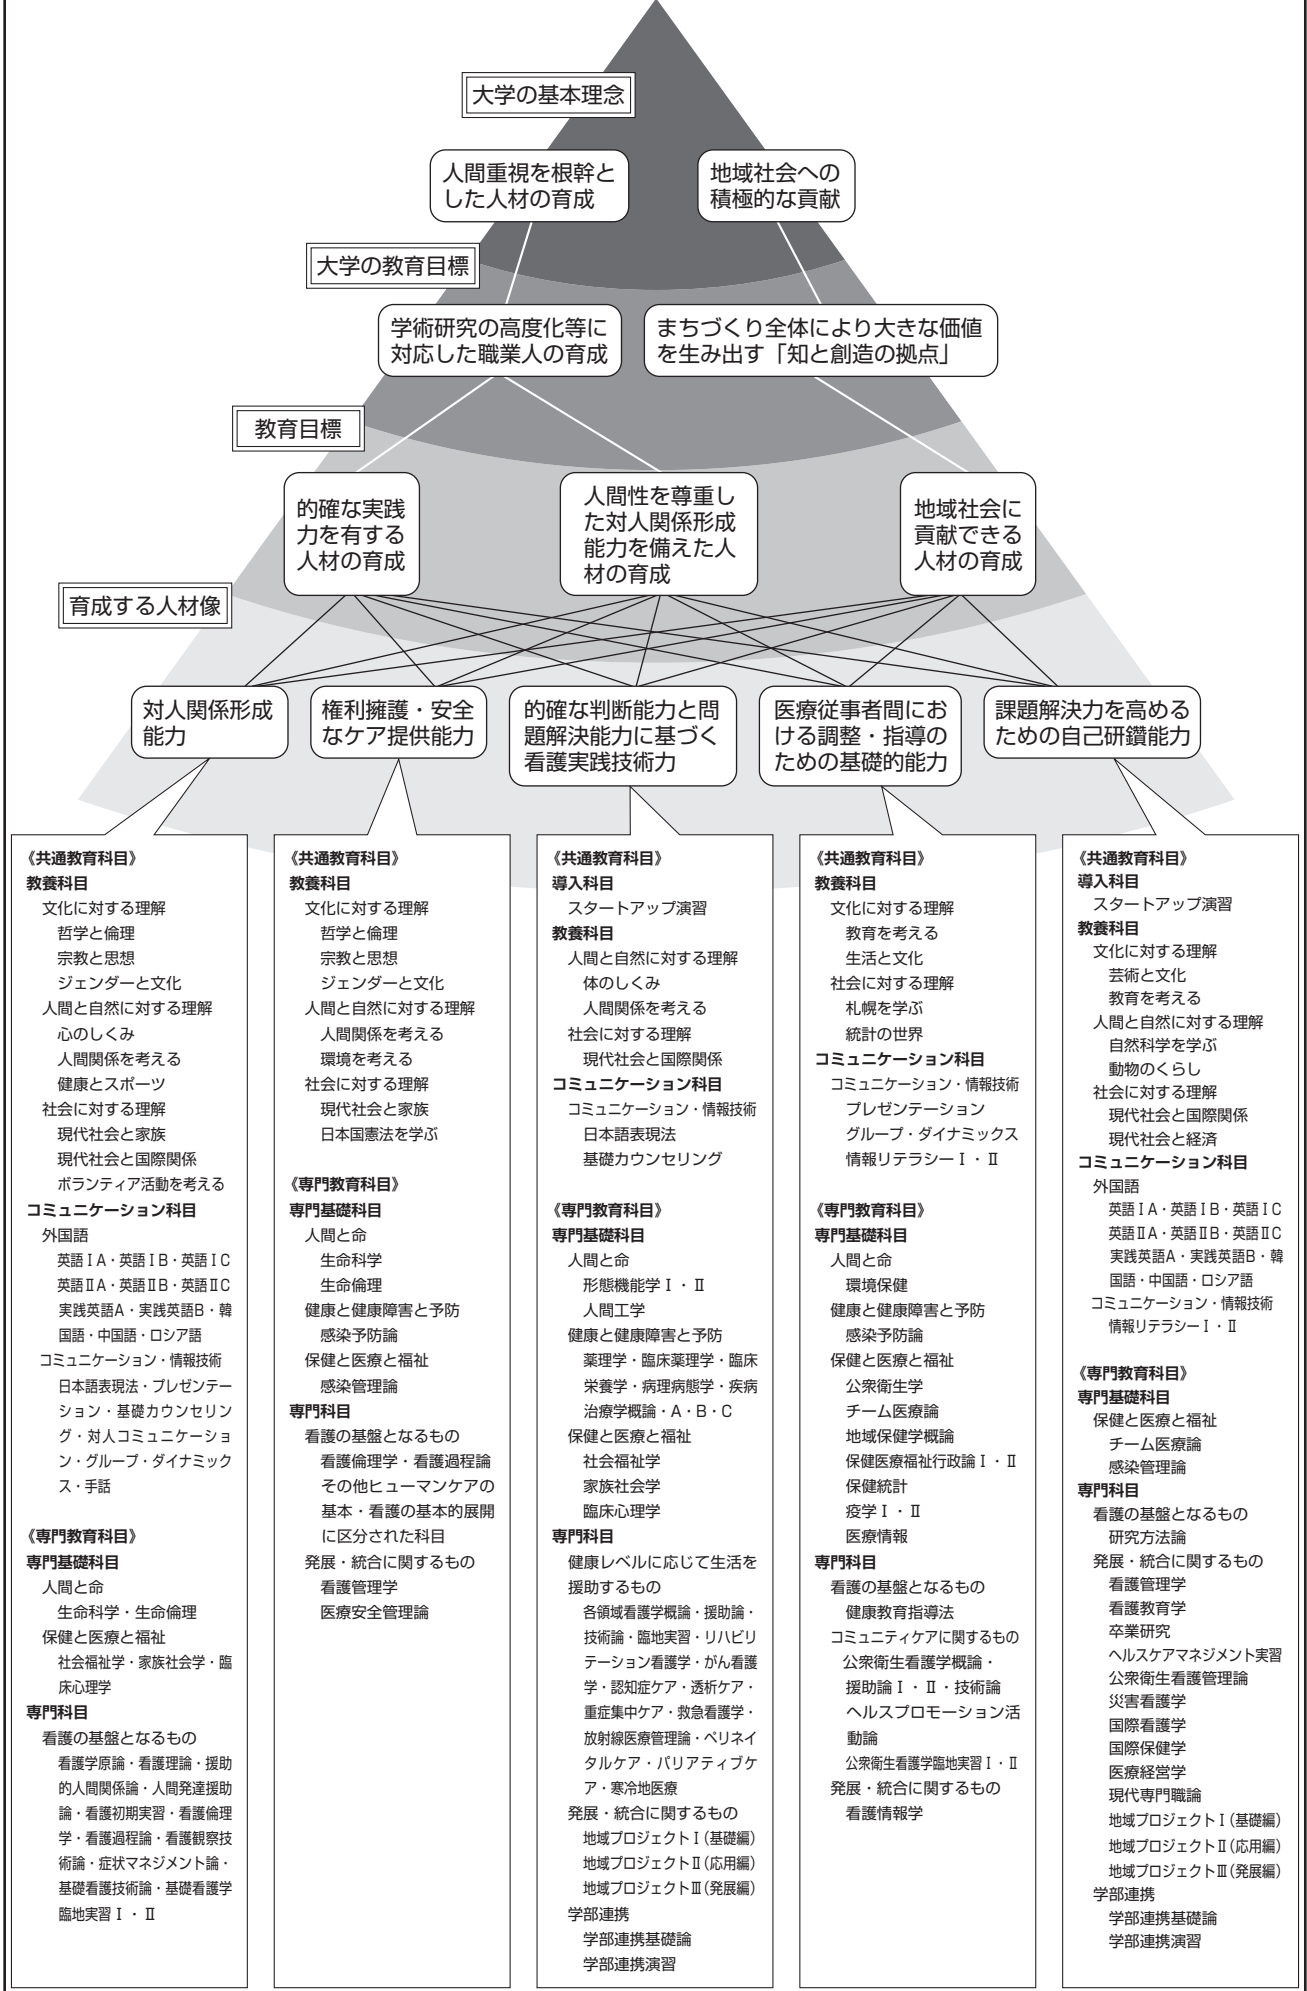 大学の基本理念
人間重視を根幹と
した人材の育成
地域社会への
積極的な貢献
大学の教育目標
学術研究の高度化等に
対応した職業人の育成
まちづくり全体により大きな価値
を生み出す「知と創造の拠点」
教育目標
的確な実践
力を有する
人材の育成
人間性を尊重し
た対人関係形成
能力を備えた人
材の育成
地域社会に
貢献できる
人材の育成
育成する人材像
対人関係形成
能力
権利擁護・安全
なケア提供能力
的確な判断能力と問
題解決能力に基づく
看護実践技術力
医療従事者間にお
ける調整・指導の
ための基礎的能力
課題解決力を高める
ための自己研鑽能力
《共通教育科目》
教養科目
文化に対する理解
哲学と倫理
宗教と思想
ジェンダーと文化
人間と自然に対する理解
心のしくみ
人間関係を考える
健康とスポーツ
社会に対する理解
現代社会と家族
現代社会と国際関係
ボランティア活動を考える
コミュニケーション科目
外国語
英語ⅠA・英語ⅠB・英語ⅠC
英語ⅡA・英語ⅡB・英語ⅡC
実践英語A・実践英語B・韓
国語・中国語・ロシア語
コミュニケーション・情報技術
日本語表現法・プレゼンテー
ション・基礎カウンセリン
グ・対人コミュニケーショ
ン・グループ・ダイナミック
ス・手話
《専門教育科目》
専門基礎科目
人間と命
生命科学・生命倫理
保健と医療と福祉
社会福祉学・家族社会学・臨
床心理学
専門科目
看護の基盤となるもの
看護学原論・看護理論・援助
的人間関係論・人間発達援助
論・看護初期実習・看護倫理
学・看護過程論・看護観察技
術論・症状マネジメント論・
基礎看護技術論・基礎看護学
臨地実習Ⅰ・Ⅱ
《共通教育科目》
教養科目
文化に対する理解
哲学と倫理
宗教と思想
ジェンダーと文化
人間と自然に対する理解
人間関係を考える
環境を考える
社会に対する理解
現代社会と家族
日本国憲法を学ぶ
《専門教育科目》
専門基礎科目
人間と命
生命科学
生命倫理
健康と健康障害と予防
感染予防論
保健と医療と福祉
感染管理論
専門科目
看護の基盤となるもの
看護倫理学・看護過程論
その他ヒューマンケアの
基本・看護の基本的展開
に区分された科目
発展・統合に関するもの
看護管理学
医療安全管理論
《共通教育科目》
導入科目
スタートアップ演習
教養科目
人間と自然に対する理解
体のしくみ
人間関係を考える
社会に対する理解
現代社会と国際関係
コミュニケーション科目
コミュニケーション・情報技術
日本語表現法
基礎カウンセリング
《専門教育科目》
専門基礎科目
人間と命
形態機能学Ⅰ・Ⅱ
人間工学
健康と健康障害と予防
薬理学・臨床薬理学・臨床
栄養学・病理病態学・疾病
治療学概論・A・B・C
保健と医療と福祉
社会福祉学
家族社会学
臨床心理学
専門科目
健康レベルに応じて生活を
援助するもの
各領域看護学概論・援助論・
技術論・臨地実習・リハビリ
テーション看護学・がん看護
学・認知症ケア・透析ケア・
重症集中ケア・救急看護学・
放射線医療管理論・ペリネイ
タルケア・パリアティブケ
ア・寒冷地医療
発展・統合に関するもの
地域プロジェクトⅠ(基礎編)
地域プロジェクトⅡ(応用編)
地域プロジェクトⅢ(発展編)
学部連携
学部連携基礎論
学部連携演習
《共通教育科目》
教養科目
文化に対する理解
教育を考える
生活と文化
社会に対する理解
札幌を学ぶ
統計の世界
コミュニケーション科目
コミュニケーション・情報技術
プレゼンテーション
グループ・ダイナミックス
情報リテラシーⅠ・Ⅱ
《専門教育科目》
専門基礎科目
人間と命
環境保健
健康と健康障害と予防
感染予防論
保健と医療と福祉
公衆衛生学
チーム医療論
地域保健学概論
保健医療福祉行政論Ⅰ・Ⅱ
保健統計
疫学Ⅰ・Ⅱ
医療情報
専門科目
看護の基盤となるもの
健康教育指導法
コミュニティケアに関するもの
公衆衛生看護学概論・
援助論Ⅰ・Ⅱ・技術論
ヘルスプロモーション活
動論
公衆衛生看護学臨地実習Ⅰ・Ⅱ
発展・統合に関するもの
看護情報学
《共通教育科目》
導入科目
スタートアップ演習
教養科目
文化に対する理解
芸術と文化
教育を考える
人間と自然に対する理解
自然科学を学ぶ
動物のくらし
社会に対する理解
現代社会と国際関係
現代社会と経済
コミュニケーション科目
外国語
英語ⅠA・英語ⅠB・英語ⅠC
英語ⅡA・英語ⅡB・英語ⅡC
実践英語A・実践英語B・韓
国語・中国語・ロシア語
コミュニケーション・情報技術
情報リテラシーⅠ・Ⅱ
《専門教育科目》
専門基礎科目
保健と医療と福祉
チーム医療論
感染管理論
専門科目
看護の基盤となるもの
研究方法論
発展・統合に関するもの
看護管理学
看護教育学
卒業研究
ヘルスケアマネジメント実習
公衆衛生看護管理論
災害看護学
国際看護学
国際保健学
医療経営学
現代専門職論
地域プロジェクトⅠ(基礎編)
地域プロジェクトⅡ(応用編)
地域プロジェクトⅢ(発展編)
学部連携
学部連携基礎論
学部連携演習